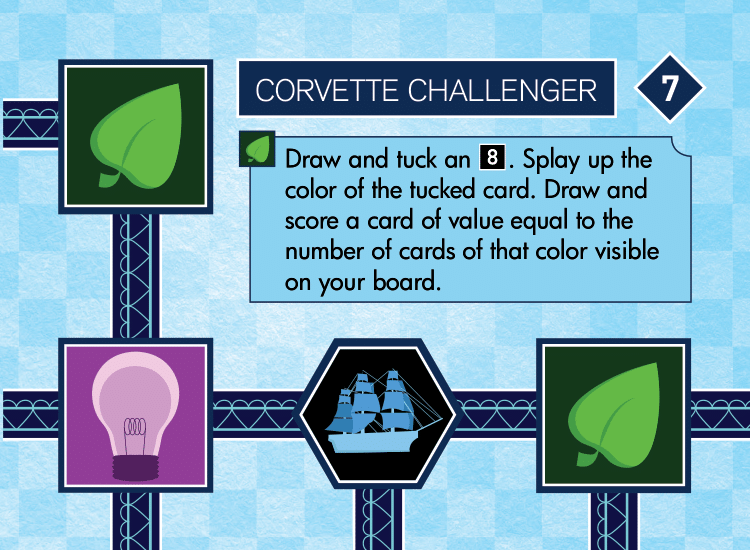 CORVETTE CHALLENGER
7
Draw and tuck an 8. Splay up the
color of the tucked card. Draw and
score a card of value equal to the
number of cards of that color visible
on your board.